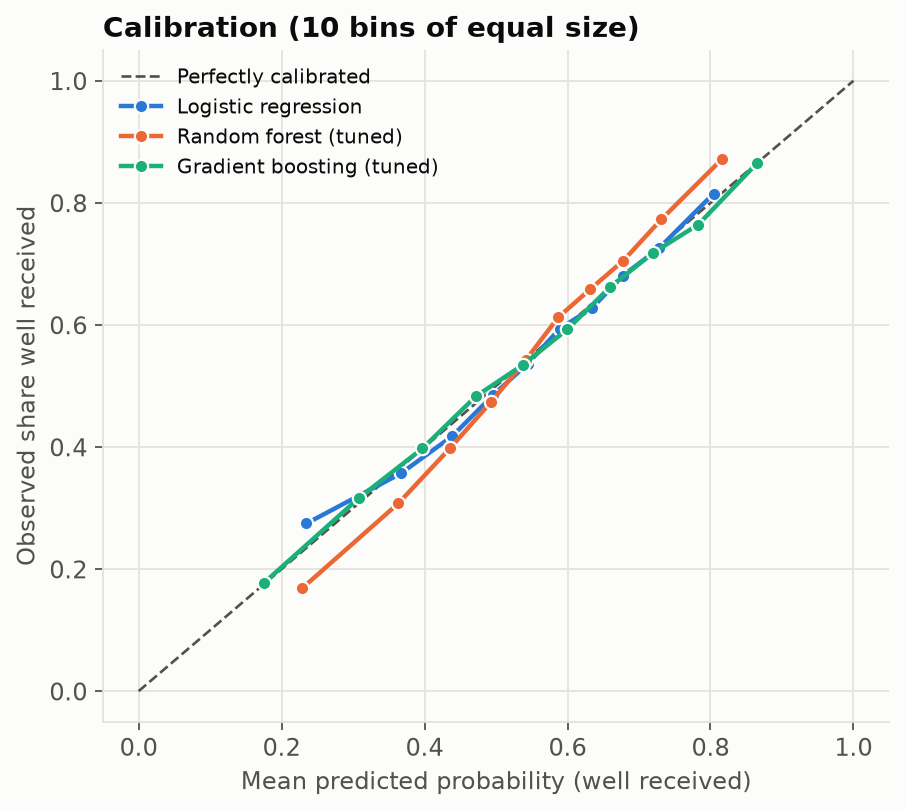 Calibration (10 bins of equal size)
Perfectly calibrated
Logistic regression
Random forest (tuned)
Gradient boosting (tuned)
Observed share well received
1.0
0.8
0.6
0.4
0.2
0.0
0.0 0.2 0.4 0.6 0.8 1.0
Mean predicted probability (well received)